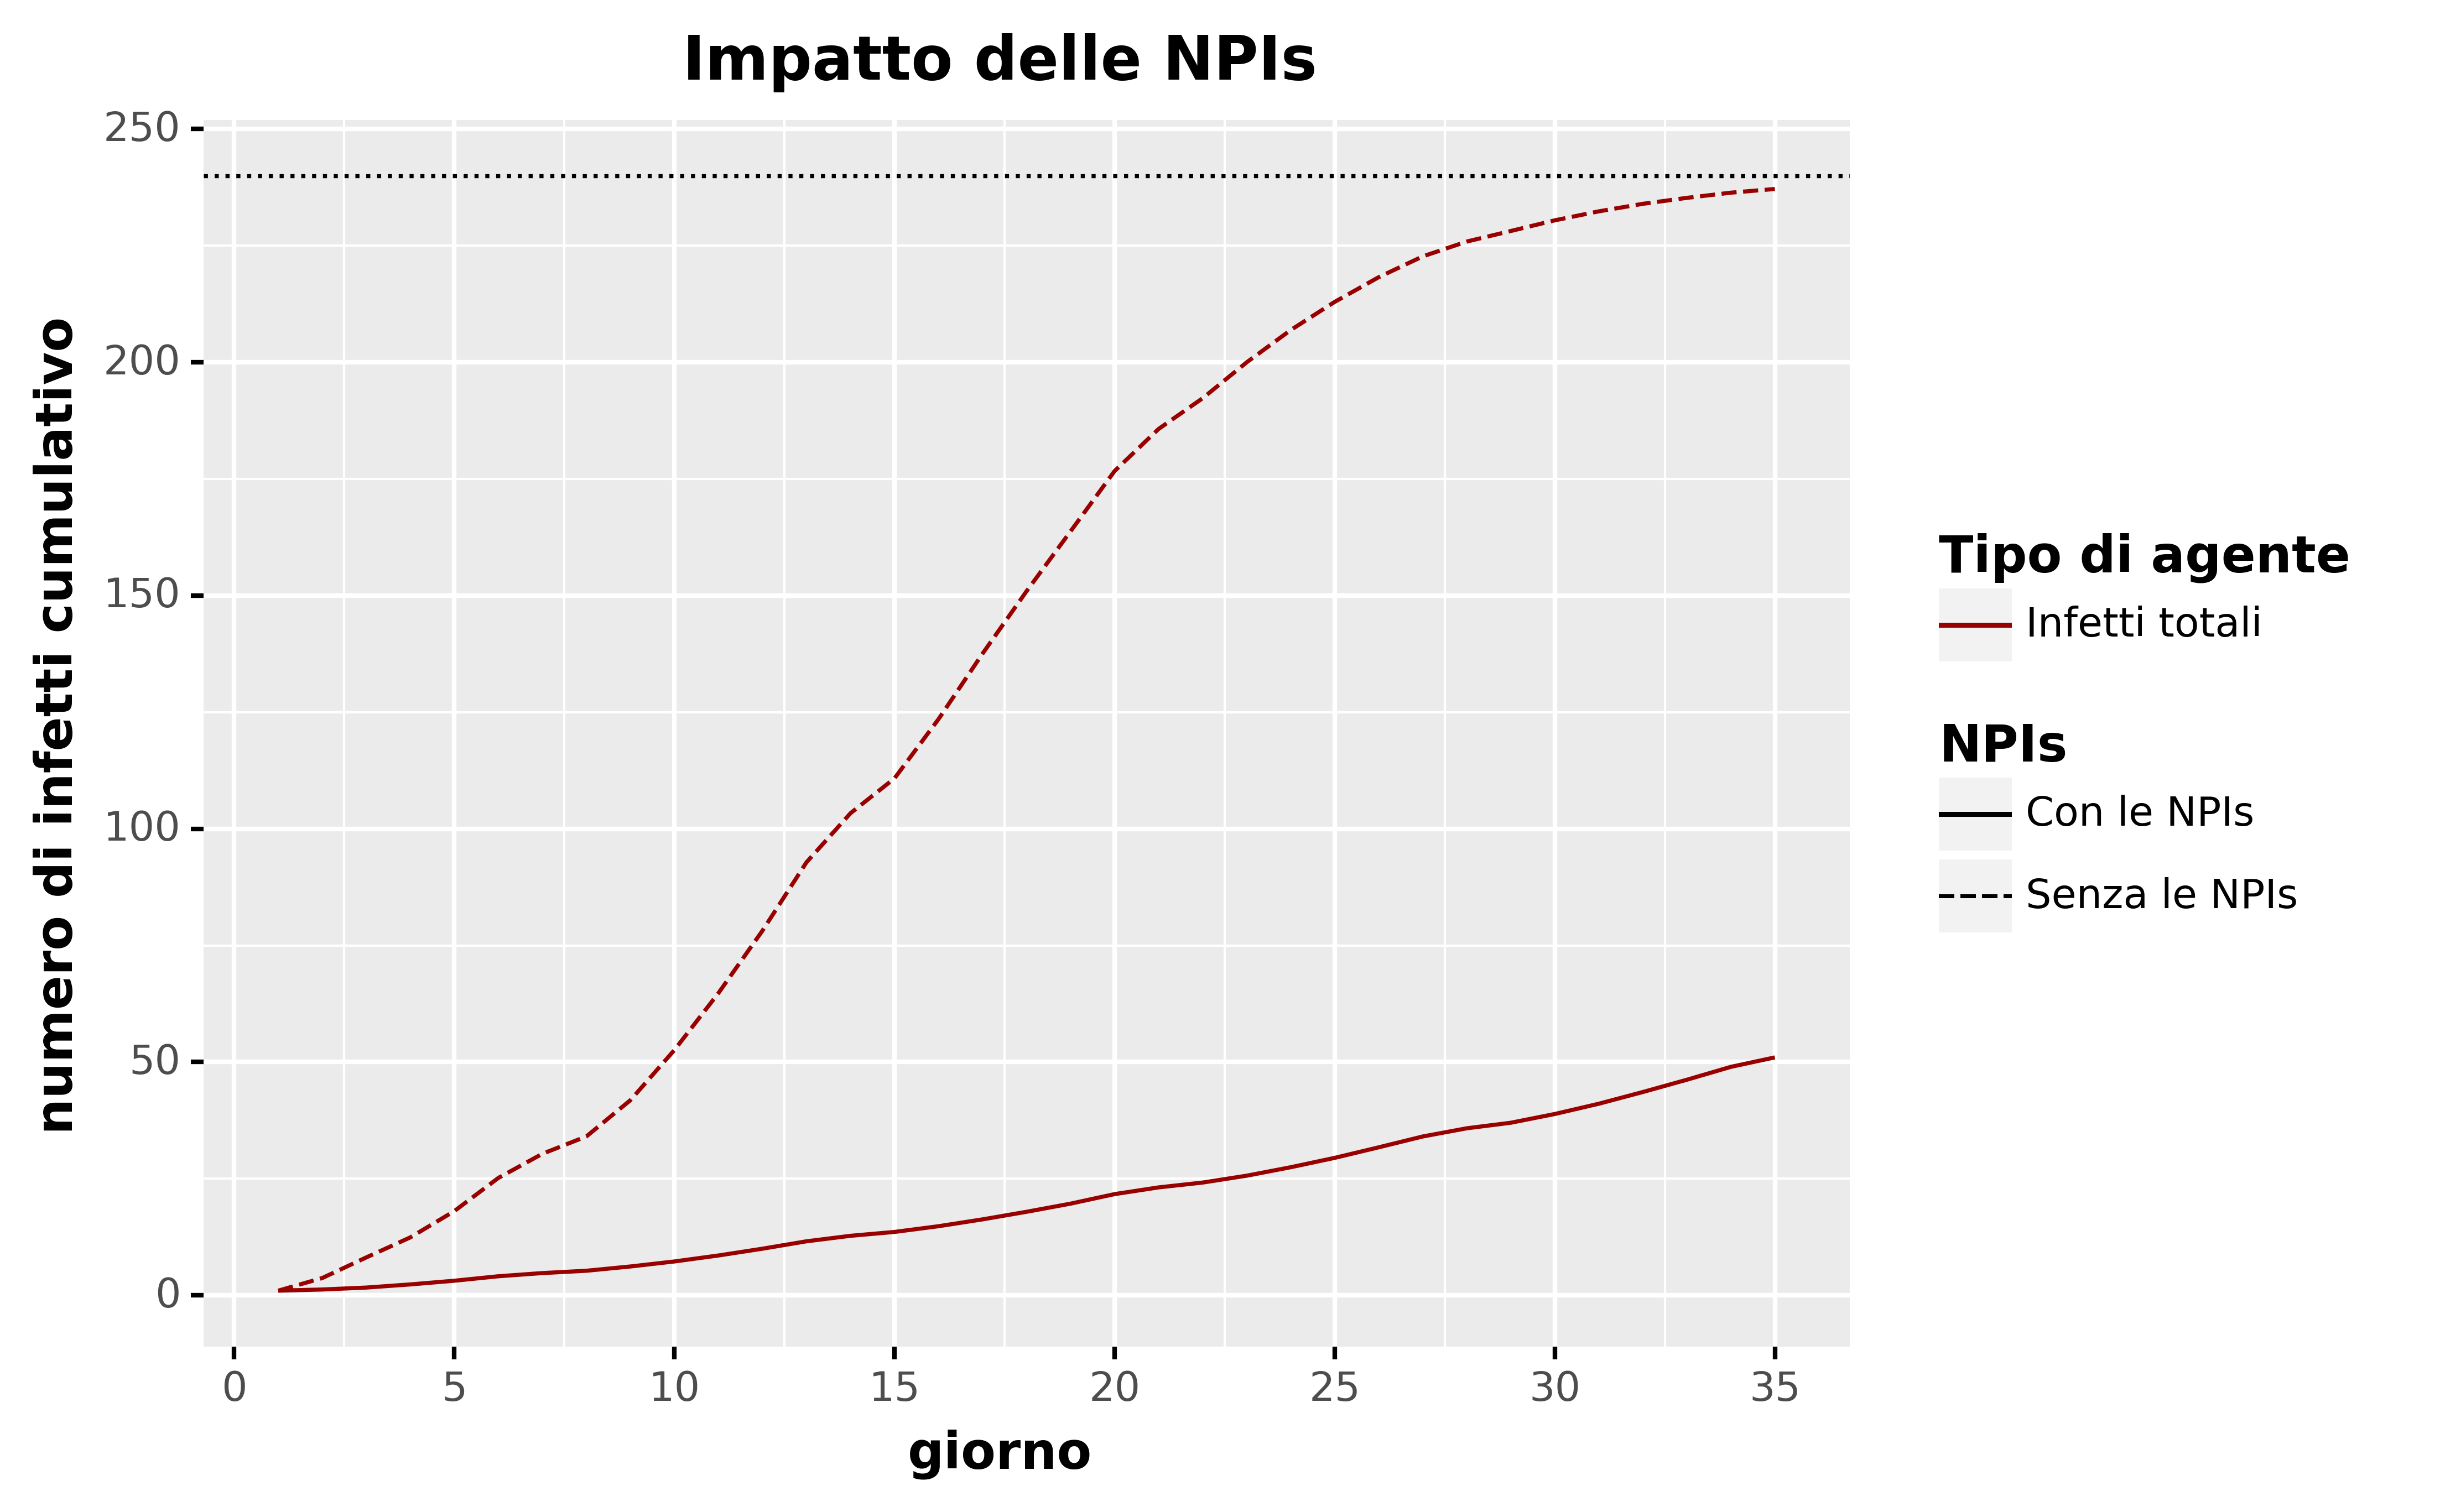 Impatto delle NPIs
numero di infetti cumulativo
250
200
150
100
50
0
0 5 10 15 20 25 30 35
giorno
Tipo di agente
Infetti totali
NPIs
Con le NPIs
Senza le NPIs